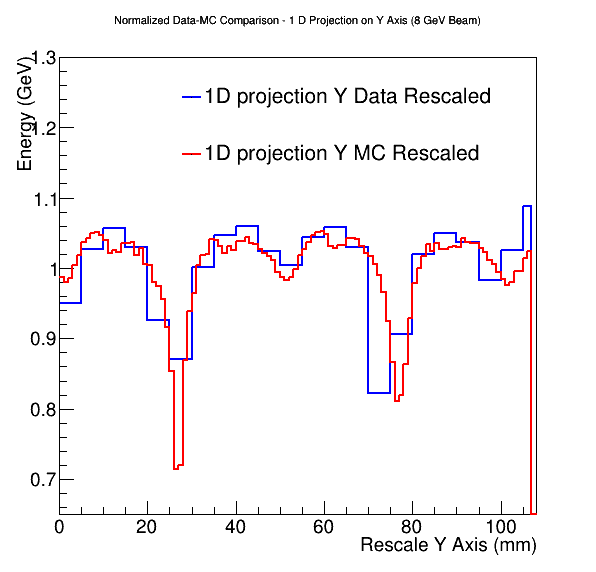 Normalized Data-MC Comparison - 1 D Projection on Y Axis (8 GeV Beam)
Energy (GeV)
1.3
1.2
1.1
1
0.9
0.8
0.7
1D projection Y Data Rescaled
1D projection Y MC Rescaled
0 20 40 60 80 100
Rescale Y Axis (mm)